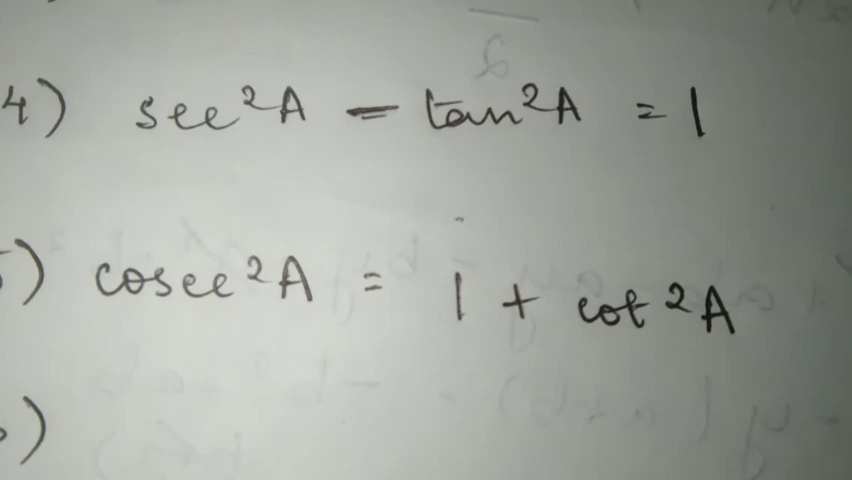 4) sec²A - tan²A = 1
) cosec²A = 1 + cot²A
)